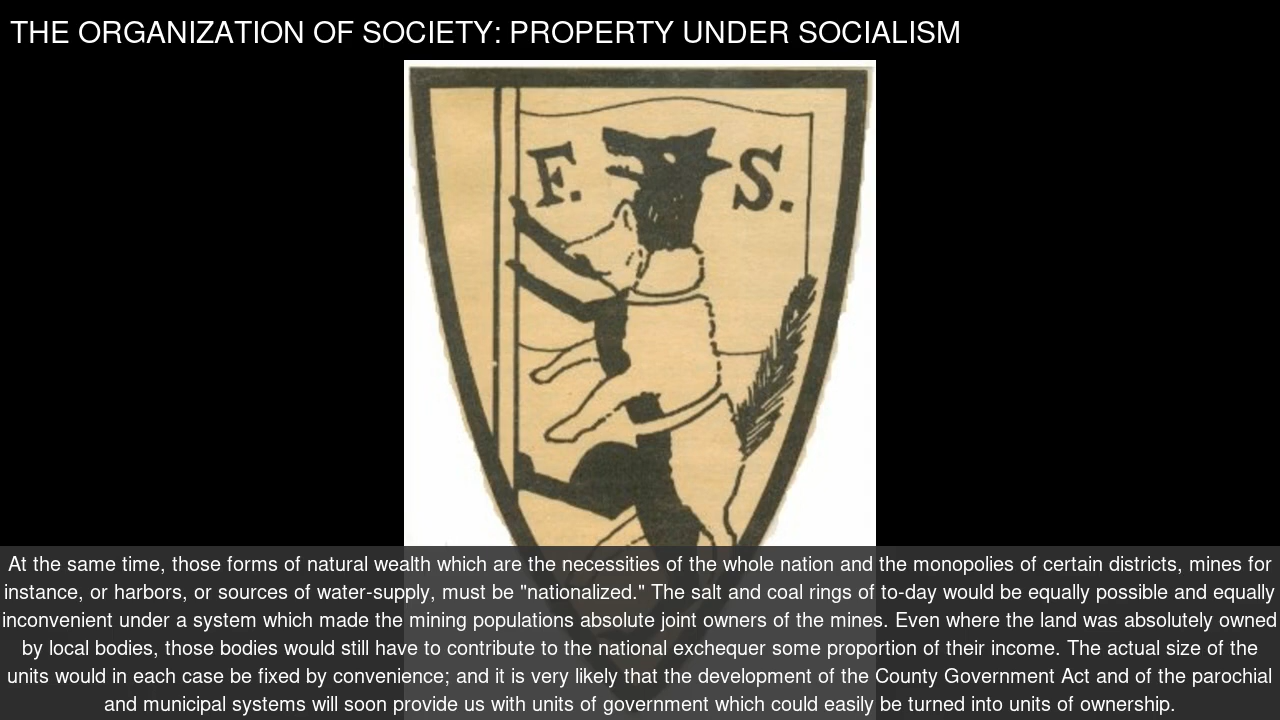 THE ORGANIZATION OF SOCIETY: PROPERTY UNDER SOCIALISM
F. S.
At the same time, those forms of natural wealth which are the necessities of the whole nation and the monopolies of certain districts, mines for
instance, or harbors, or sources of water-supply, must be "nationalized." The salt and coal rings of to-day would be equally possible and equally
inconvenient under a system which made the mining populations absolute joint owners of the mines. Even where the land was absolutely owned
by local bodies, those bodies would still have to contribute to the national exchequer some proportion of their income. The actual size of the
units would in each case be fixed by convenience; and it is very likely that the development of the County Government Act and of the parochial
and municipal systems will soon provide us with units of government which could easily be turned into units of ownership.